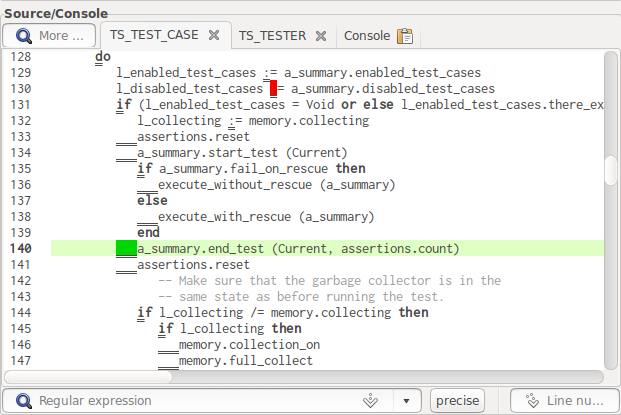 Source/Console
More ... TS_TEST_CASE TS_TESTER Console
128 do
129 l_enabled_test_cases := a_summary.enabled_test_cases
130 l_disabled_test_cases := a_summary.disabled_test_cases
131 if (l_enabled_test_cases = Void or else l_enabled_test_cases.there_ex
132 l_collecting := memory.collecting
133 assertions.reset
134 a_summary.start_test (Current)
135 if a_summary.fail_on_rescue then
136 execute_without_rescue (a_summary)
137 else
138 execute_with_rescue (a_summary)
139 end
140 a_summary.end_test (Current, assertions.count)
141 assertions.reset
142 -- Make sure that the garbage collector is in the
143 -- same state as before running the test.
144 if l_collecting /= memory.collecting then
145 if l_collecting then
146 memory.collection_on
147 memory.full_collect
Regular expression precise Line nu...